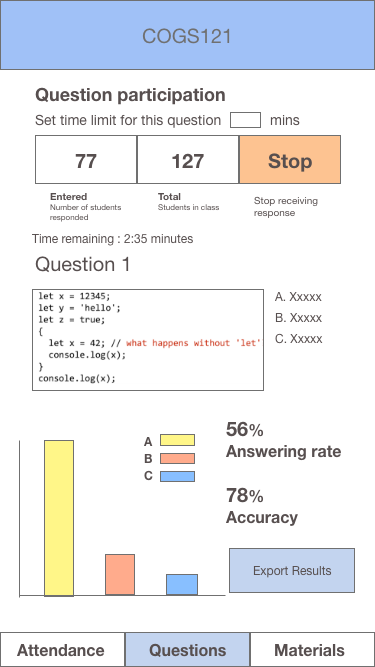 COGS121
Question participation
Set time limit for this question mins
77 127 Stop
Entered
Number of students
responded
Total
Students in class
Stop receiving
response
Time remaining : 2:35 minutes
Question 1
let x = 12345;
let y = 'hello';
let z = true;
{
let x = 42; // what happens without 'let'
console.log(x);
}
console.log(x);
A. Xxxxx
B. Xxxxx
C. Xxxxx
A
B
C
56%
Answering rate
78%
Accuracy
Export Results
Attendance Questions Materials